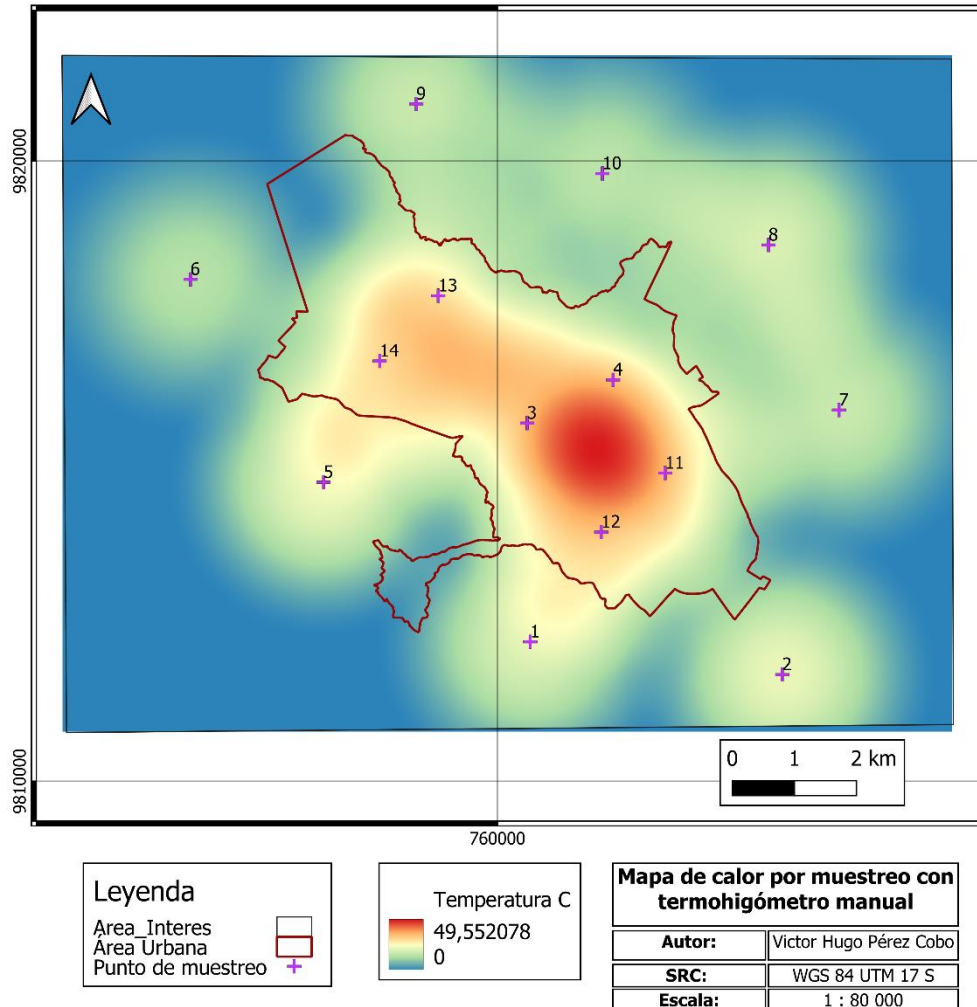 9
10
8
6
13
14
4
7
3
11
5
12
1
2
9820000
9810000
760000
0 1 2 km
Leyenda
Area_Interes
Área Urbana
Punto de muestreo
Temperatura C
49,552078
0
Mapa de calor por muestreo con
termohigómetro manual
Autor: Victor Hugo Pérez Cobo
SRC: WGS 84 UTM 17 S
Escala: 1 : 80 000